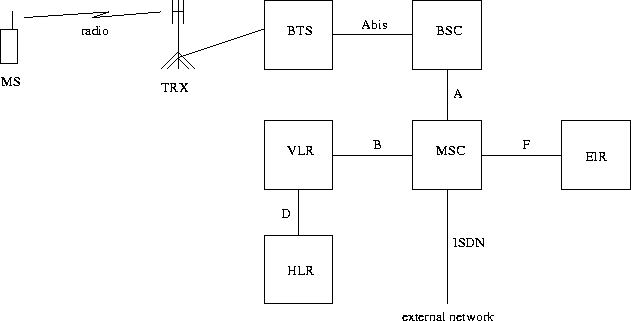 BTS
Abis
BSC
radio
MS
TRX
A
VLR
B
MSC
F
EIR
D
ISDN
HLR
external network